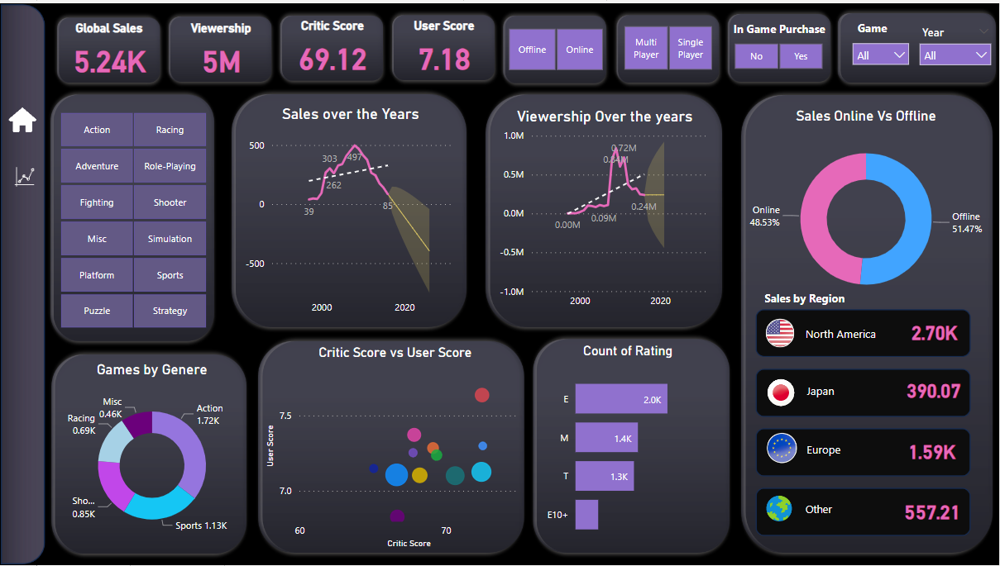 Global Sales
5.24K
Viewership
5M
Critic Score
69.12
User Score
7.18
Offline
Online
Multi
Player
Single
Player
In Game Purchase
No
Yes
Game
All
Year
All
Action
Racing
Adventure
Role-Playing
Fighting
Shooter
Misc
Simulation
Platform
Sports
Puzzle
Strategy
Sales over the Years
500
0
-500
303
497
262
39
85
2000
2020
Viewership Over the years
1.0M
0.5M
0.0M
-0.5M
-1.0M
0.72M
0.84M
0.24M
0.09M
0.00M
2000
2020
Sales Online Vs Offline
Online
48.53%
Offline
51.47%
Sales by Region
North America
2.70K
Japan
390.07
Europe
1.59K
Other
557.21
Games by Genere
Misc
0.46K
Action
1.72K
Racing
0.69K
Sho...
0.85K
Sports 1.13K
Critic Score vs User Score
User Score
7.5
7.0
60
70
Critic Score
Count of Rating
E
2.0K
M
1.4K
T
1.3K
E10+